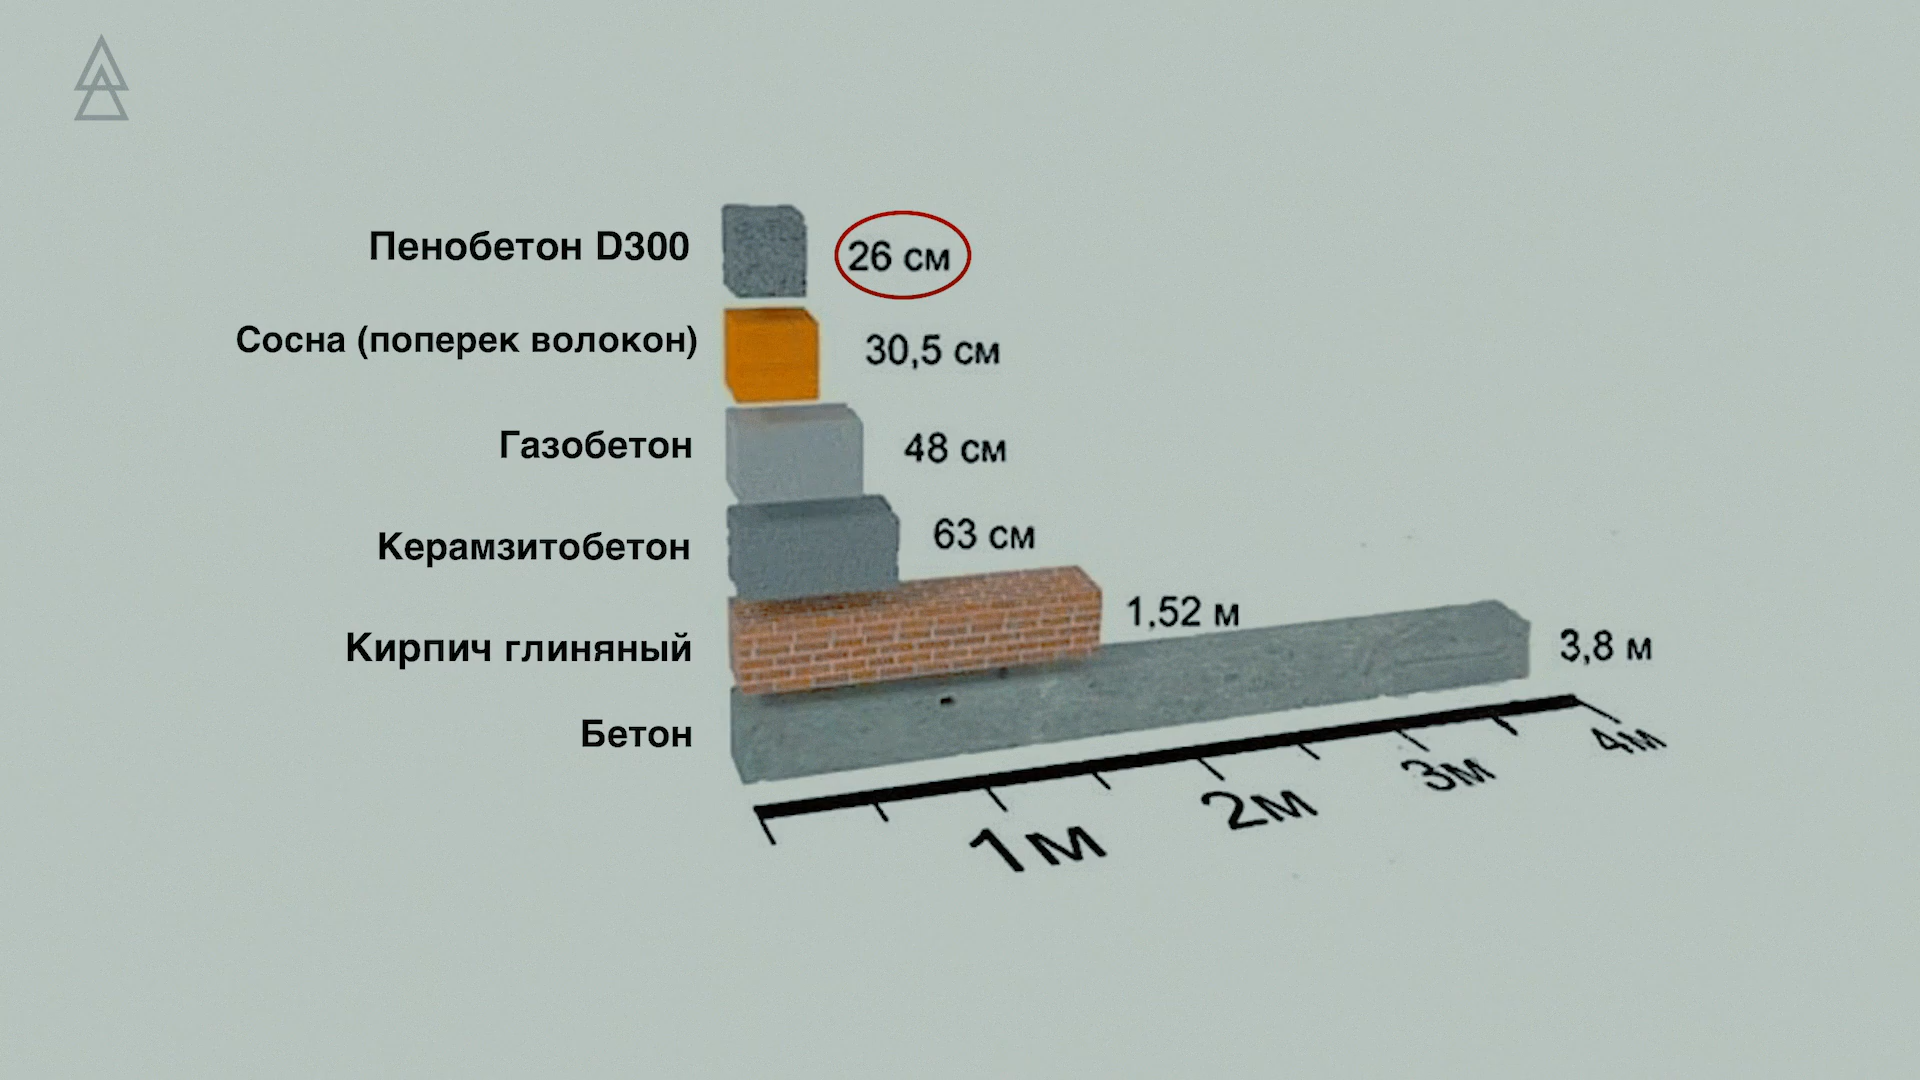 Пенобетон D300
26 см
Сосна (поперек волокон)
30,5 см
Газобетон
48 см
Керамзитобетон
63 см
Кирпич глиняный
1,52 м
Бетон
3,8 м
1м
2м
3м
4м